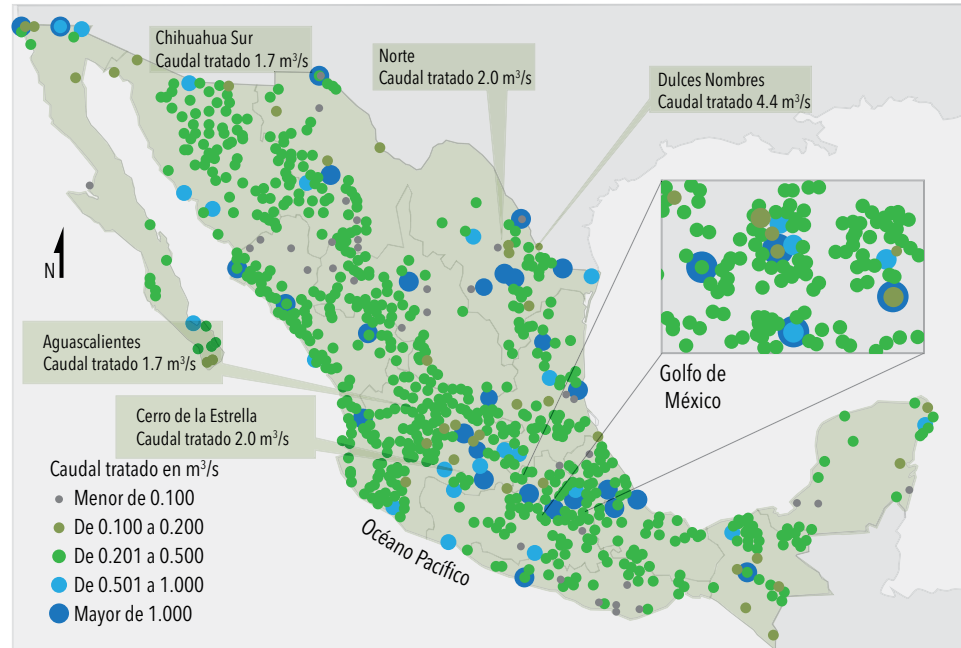 Chihuahua Sur
Caudal tratado 1.7 m³/s
Norte
Caudal tratado 2.0 m³/s
Dulces Nombres
Caudal tratado 4.4 m³/s
N
Aguascalientes
Caudal tratado 1.7 m³/s
Golfo de
México
Cerro de la Estrella
Caudal tratado 2.0 m³/s
Caudal tratado en m³/s
Menor de 0.100
De 0.100 a 0.200
De 0.201 a 0.500
De 0.501 a 1.000
Mayor de 1.000
Océano Pacífico